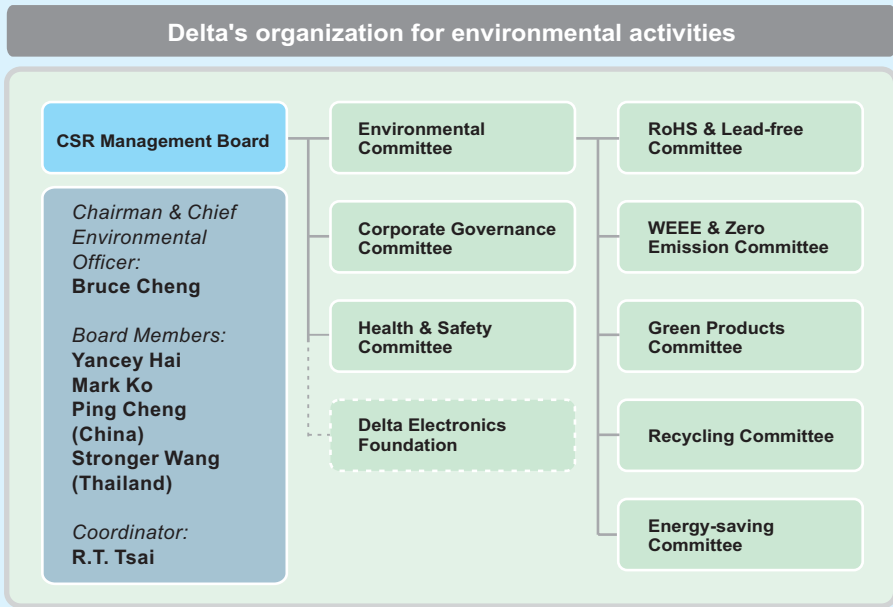 Delta's organization for environmental activities
CSR Management Board
Chairman & Chief
Environmental
Officer:
Bruce Cheng
Board Members:
Yancey Hai
Mark Ko
Ping Cheng
(China)
Stronger Wang
(Thailand)
Coordinator:
R.T. Tsai
Environmental
Committee
Corporate Governance
Committee
Health & Safety
Committee
Delta Electronics
Foundation
RoHS & Lead-free
Committee
WEEE & Zero
Emission Committee
Green Products
Committee
Recycling Committee
Energy-saving
Committee